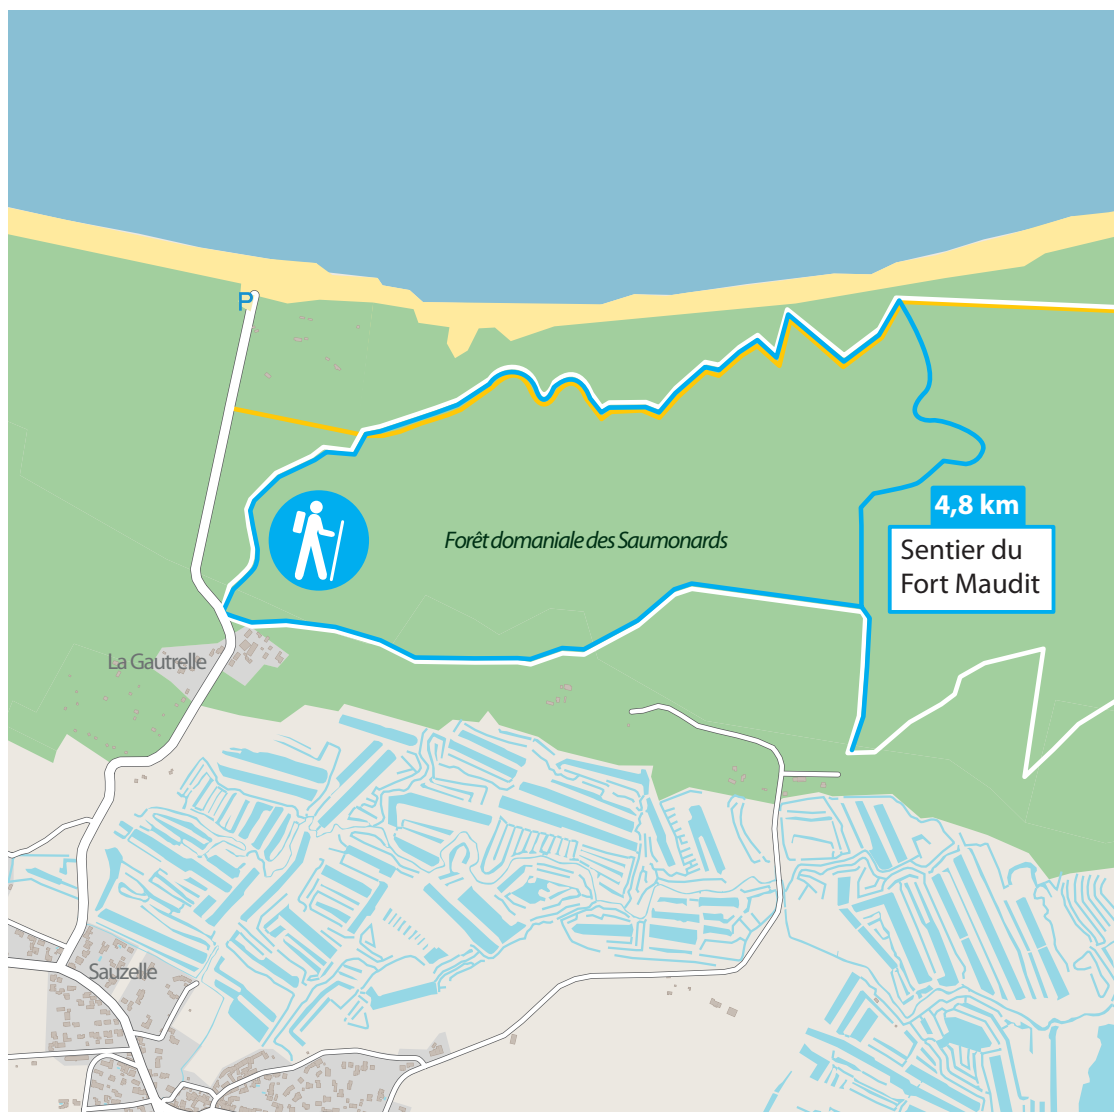 P
Forêt domaniale des Saumonards
4,8 km
Sentier du
Fort Maudit
La Gautrelle
Sauzelle